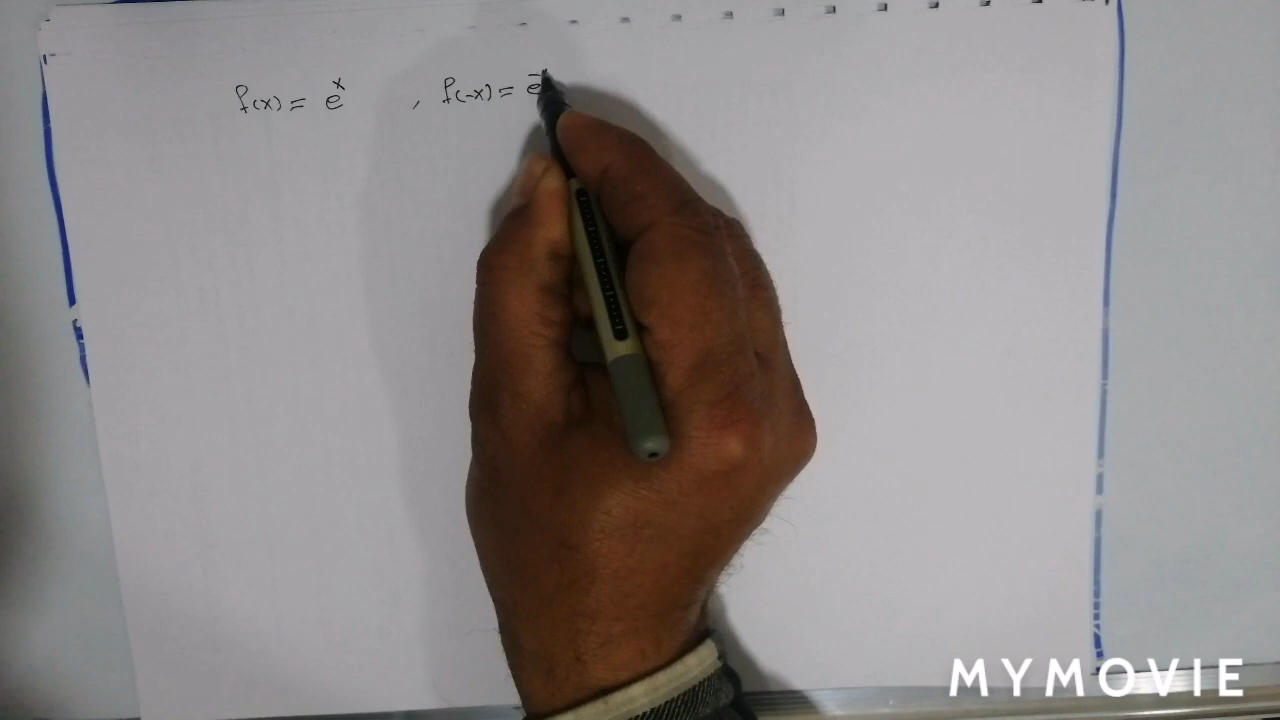 f(x) = e^x , f(-x) = e^-
MYMOVIE